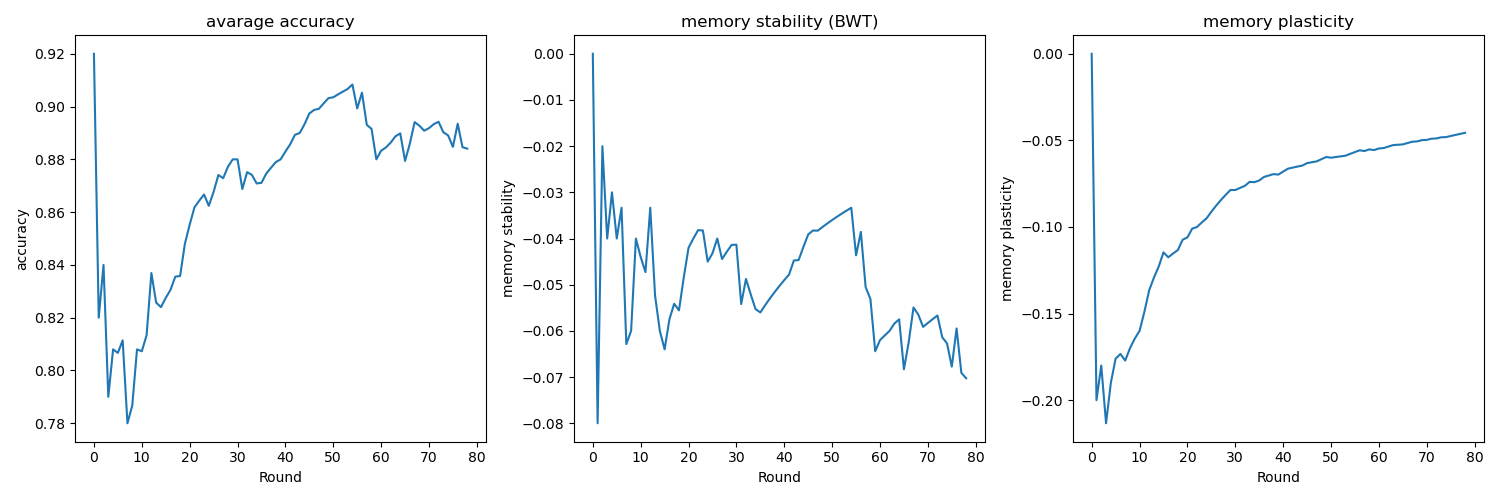 avarage accuracy
accuracy
0.92
0.90
0.88
0.86
0.84
0.82
0.80
0.78
0 10 20 30 40 50 60 70 80
Round
memory stability (BWT)
memory stability
0.00
−0.01
−0.02
−0.03
−0.04
−0.05
−0.06
−0.07
−0.08
0 10 20 30 40 50 60 70 80
Round
memory plasticity
memory plasticity
0.00
−0.05
−0.10
−0.15
−0.20
0 10 20 30 40 50 60 70 80
Round